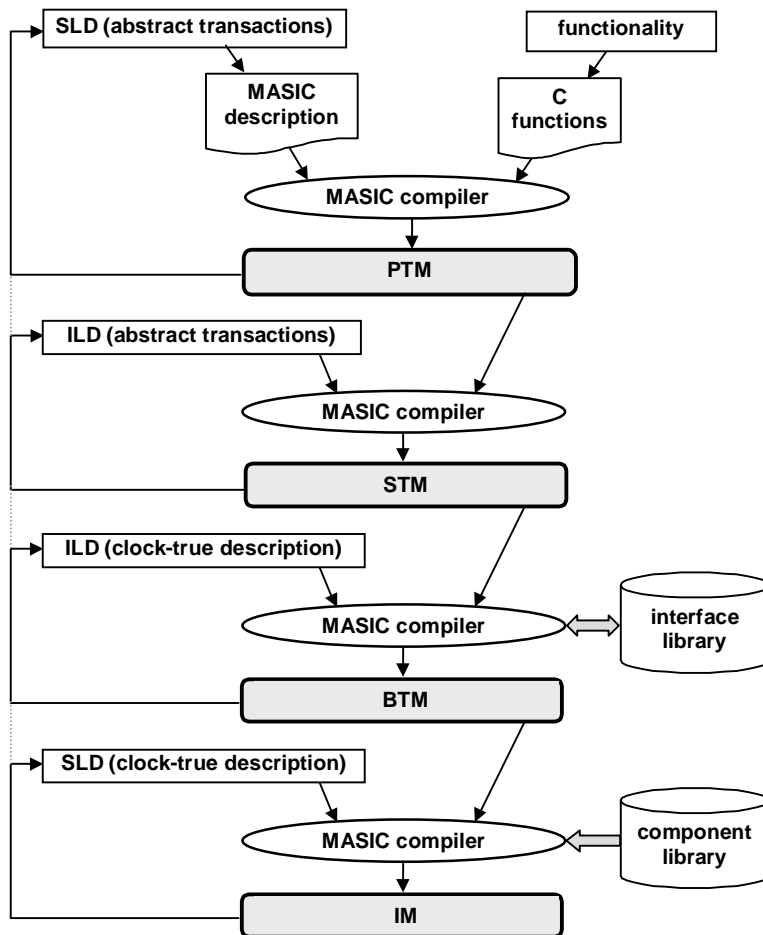 SLD (abstract transactions)
functionality
MASIC
description
C
functions
MASIC compiler
PTM
ILD (abstract transactions)
MASIC compiler
STM
ILD (clock-true description)
MASIC compiler
interface
library
BTM
SLD (clock-true description)
MASIC compiler
component
library
IM